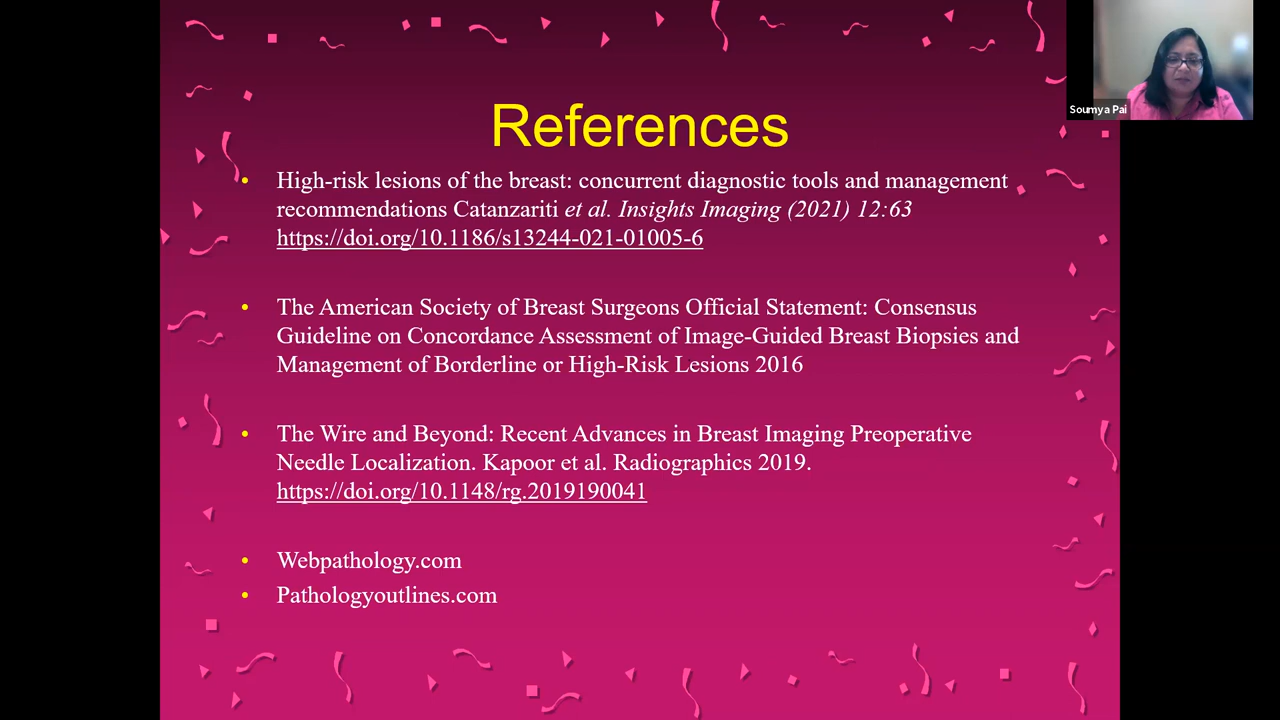 References
Soumya Pai
• High-risk lesions of the breast: concurrent diagnostic tools and management
recommendations Catanzariti et al. Insights Imaging (2021) 12:63
https://doi.org/10.1186/s13244-021-01005-6
• The American Society of Breast Surgeons Official Statement: Consensus
Guideline on Concordance Assessment of Image-Guided Breast Biopsies and
Management of Borderline or High-Risk Lesions 2016
• The Wire and Beyond: Recent Advances in Breast Imaging Preoperative
Needle Localization. Kapoor et al. Radiographics 2019.
https://doi.org/10.1148/rg.2019190041
• Webpathology.com
• Pathologyoutlines.com